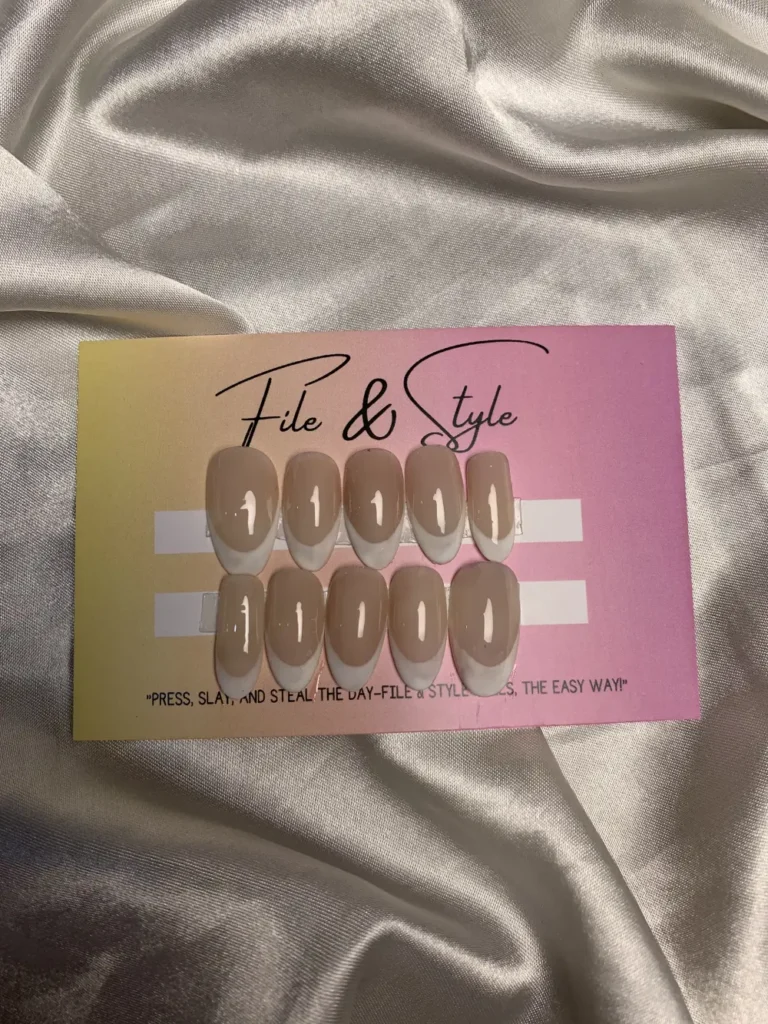 File & Style
"PRESS, SLAY, AND STEAL THE DAY–FILE & STYLE THE EASY WAY!"